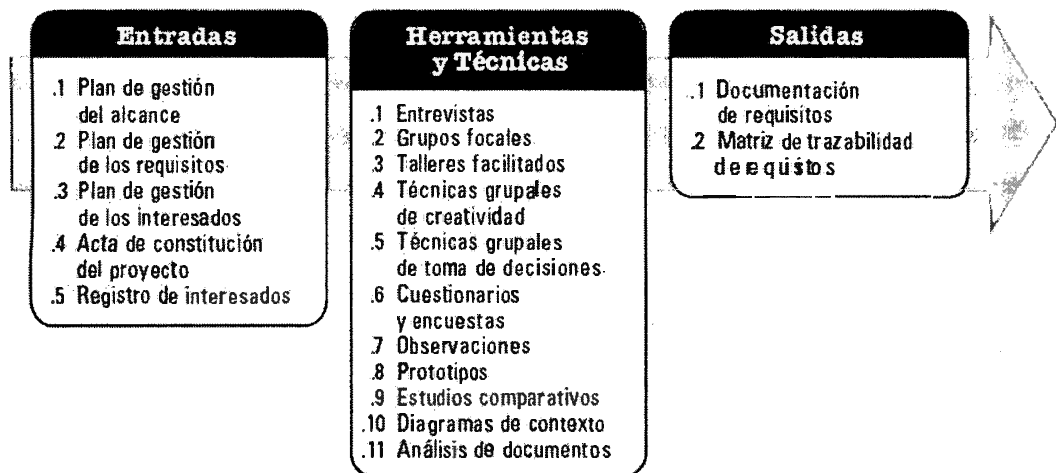 Entradas
.1 Plan de gestión
del alcance
.2 Plan de gestión
de los requisitos
.3 Plan de gestión
de los interesados
.4 Acta de constitución
del proyecto
.5 Registro de interesados
Herramientas
y Técnicas
.1 Entrevistas
.2 Grupos focales
.3 Talleres facilitados
.4 Técnicas grupales
de creatividad
.5 Técnicas grupales
de toma de decisiones
.6 Cuestionarios
y encuestas
.7 Observaciones
.8 Prototipos
.9 Estudios comparativos
.10 Diagramas de contexto
.11 Análisis de documentos
Salidas
.1 Documentación
de requisitos
.2 Matriz de trazabilidad
de requistos